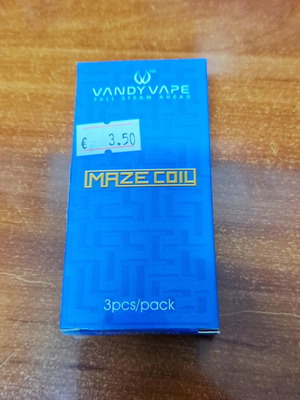 VANDY VAPE
FULL STEAM AHEAD
€ 3.50
MAZE COIL
3pcs/pack